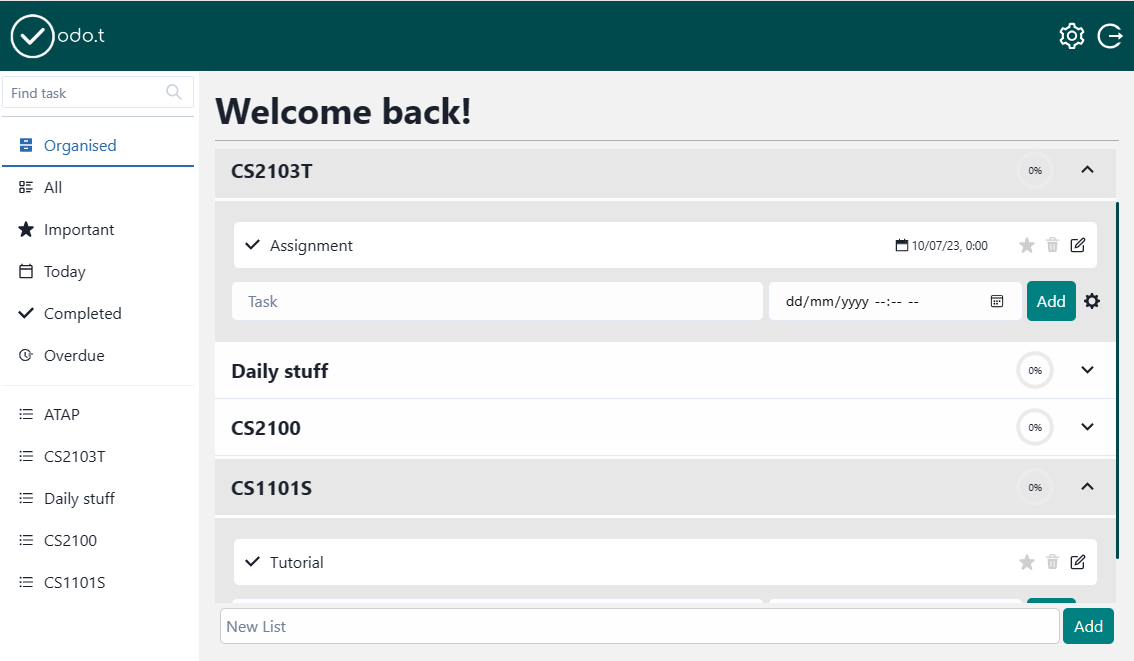 odo.t
Find task
Organised
All
Important
Today
Completed
Overdue
ATAP
CS2103T
Daily stuff
CS2100
CS1101S
Welcome back!
CS2103T 0%
Assignment 10/07/23, 0:00
Task dd/mm/yyyy --:-- -- Add
Daily stuff 0%
CS2100 0%
CS1101S 0%
Tutorial
New List Add